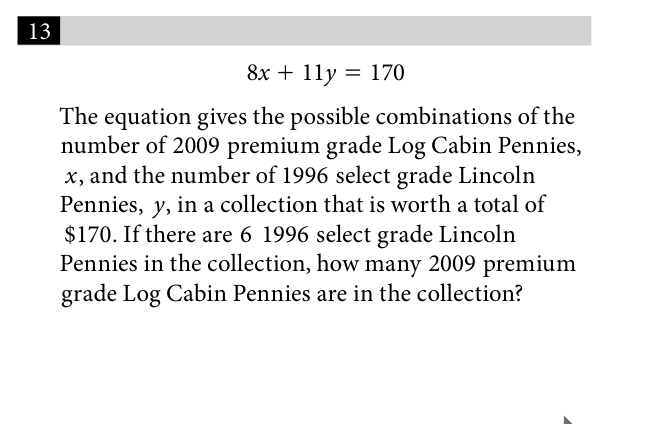 13
8x + 11y = 170
The equation gives the possible combinations of the
number of 2009 premium grade Log Cabin Pennies,
x, and the number of 1996 select grade Lincoln
Pennies, y, in a collection that is worth a total of
$170. If there are 6 1996 select grade Lincoln
Pennies in the collection, how many 2009 premium
grade Log Cabin Pennies are in the collection?